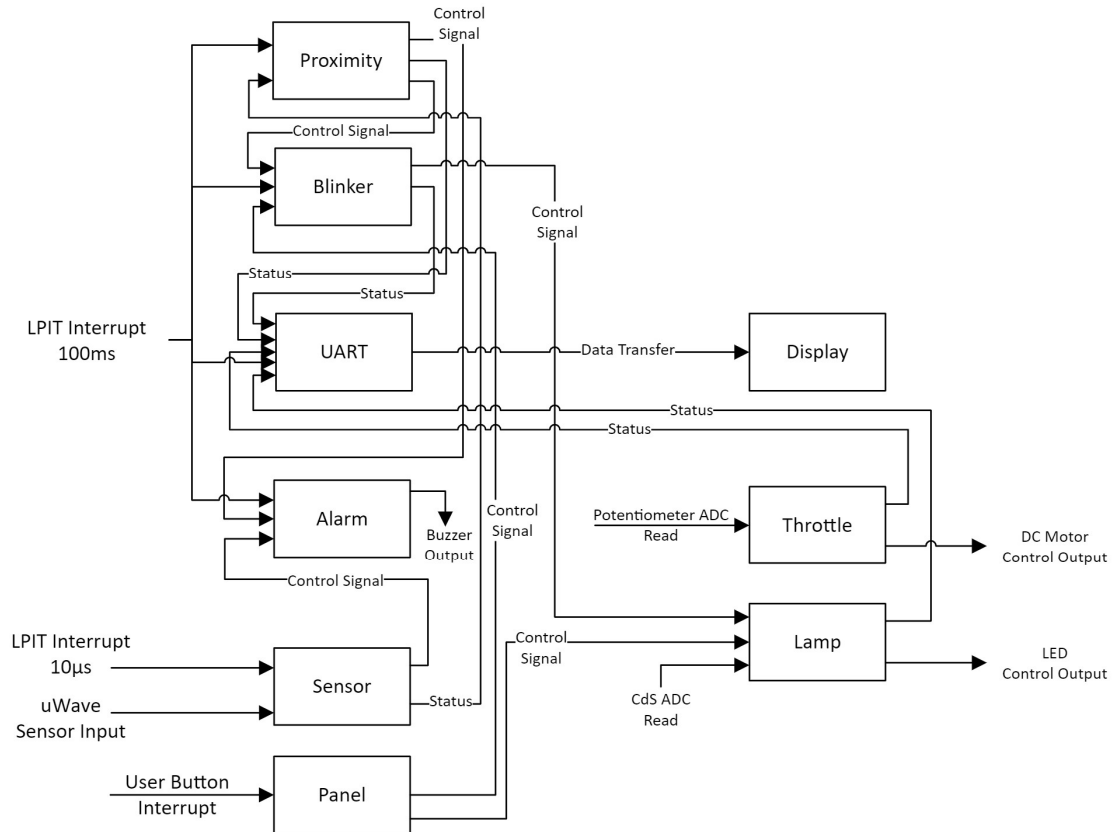 Control
Signal
Proximity
Control Signal
Blinker
Control
Signal
Status
Status
LPIT Interrupt
100ms
UART
Data Transfer
Display
Status
Status
Alarm
Buzzer
Output
Control
Signal
Potentiometer ADC
Read
Throttle
DC Motor
Control Output
Control Signal
LPIT Interrupt
10µs
Sensor
Status
uWave
Sensor Input
Control
Signal
Lamp
LED
Control Output
CdS ADC
Read
User Button
Interrupt
Panel